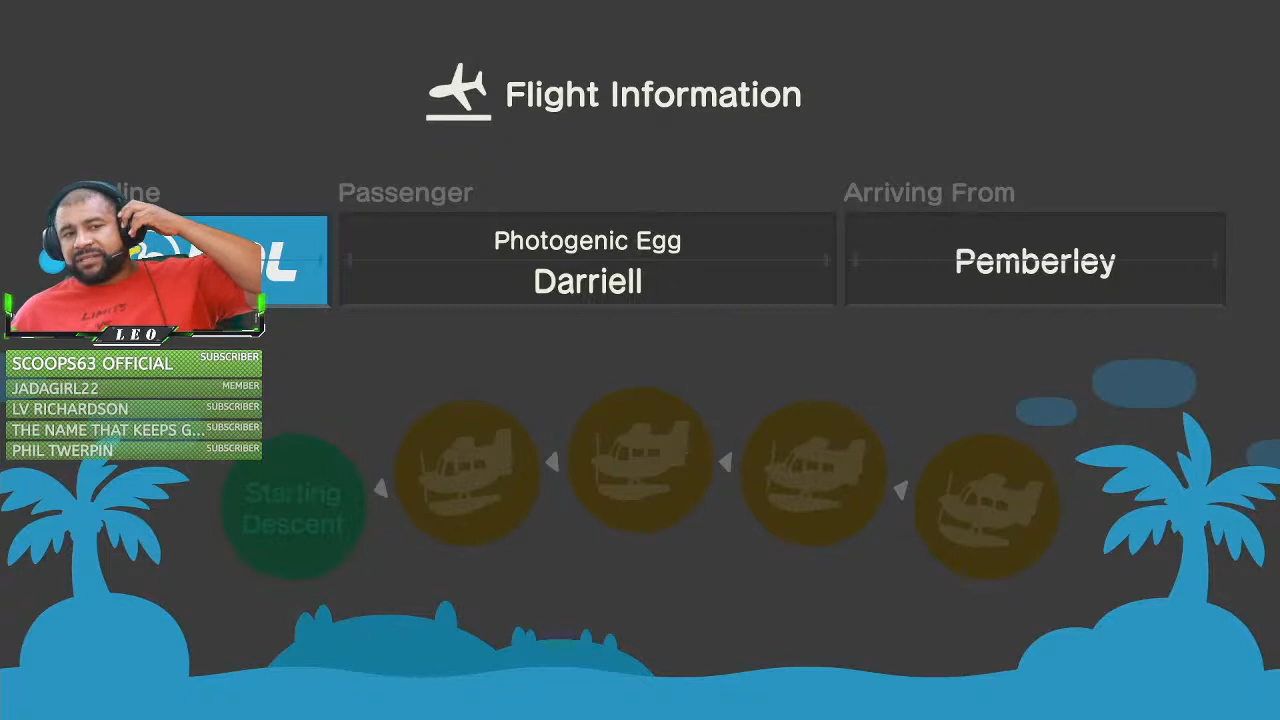 Flight Information
Passenger
Arriving From
Photogenic Egg
Darriell
Pemberley
LEO
SCOOPS63 OFFICIAL SUBSCRIBER
JADAGIRL22 MEMBER
LV RICHARDSON SUBSCRIBER
THE NAME THAT KEEPS G... SUBSCRIBER
PHIL TWERPIN SUBSCRIBER
Starting
Descent